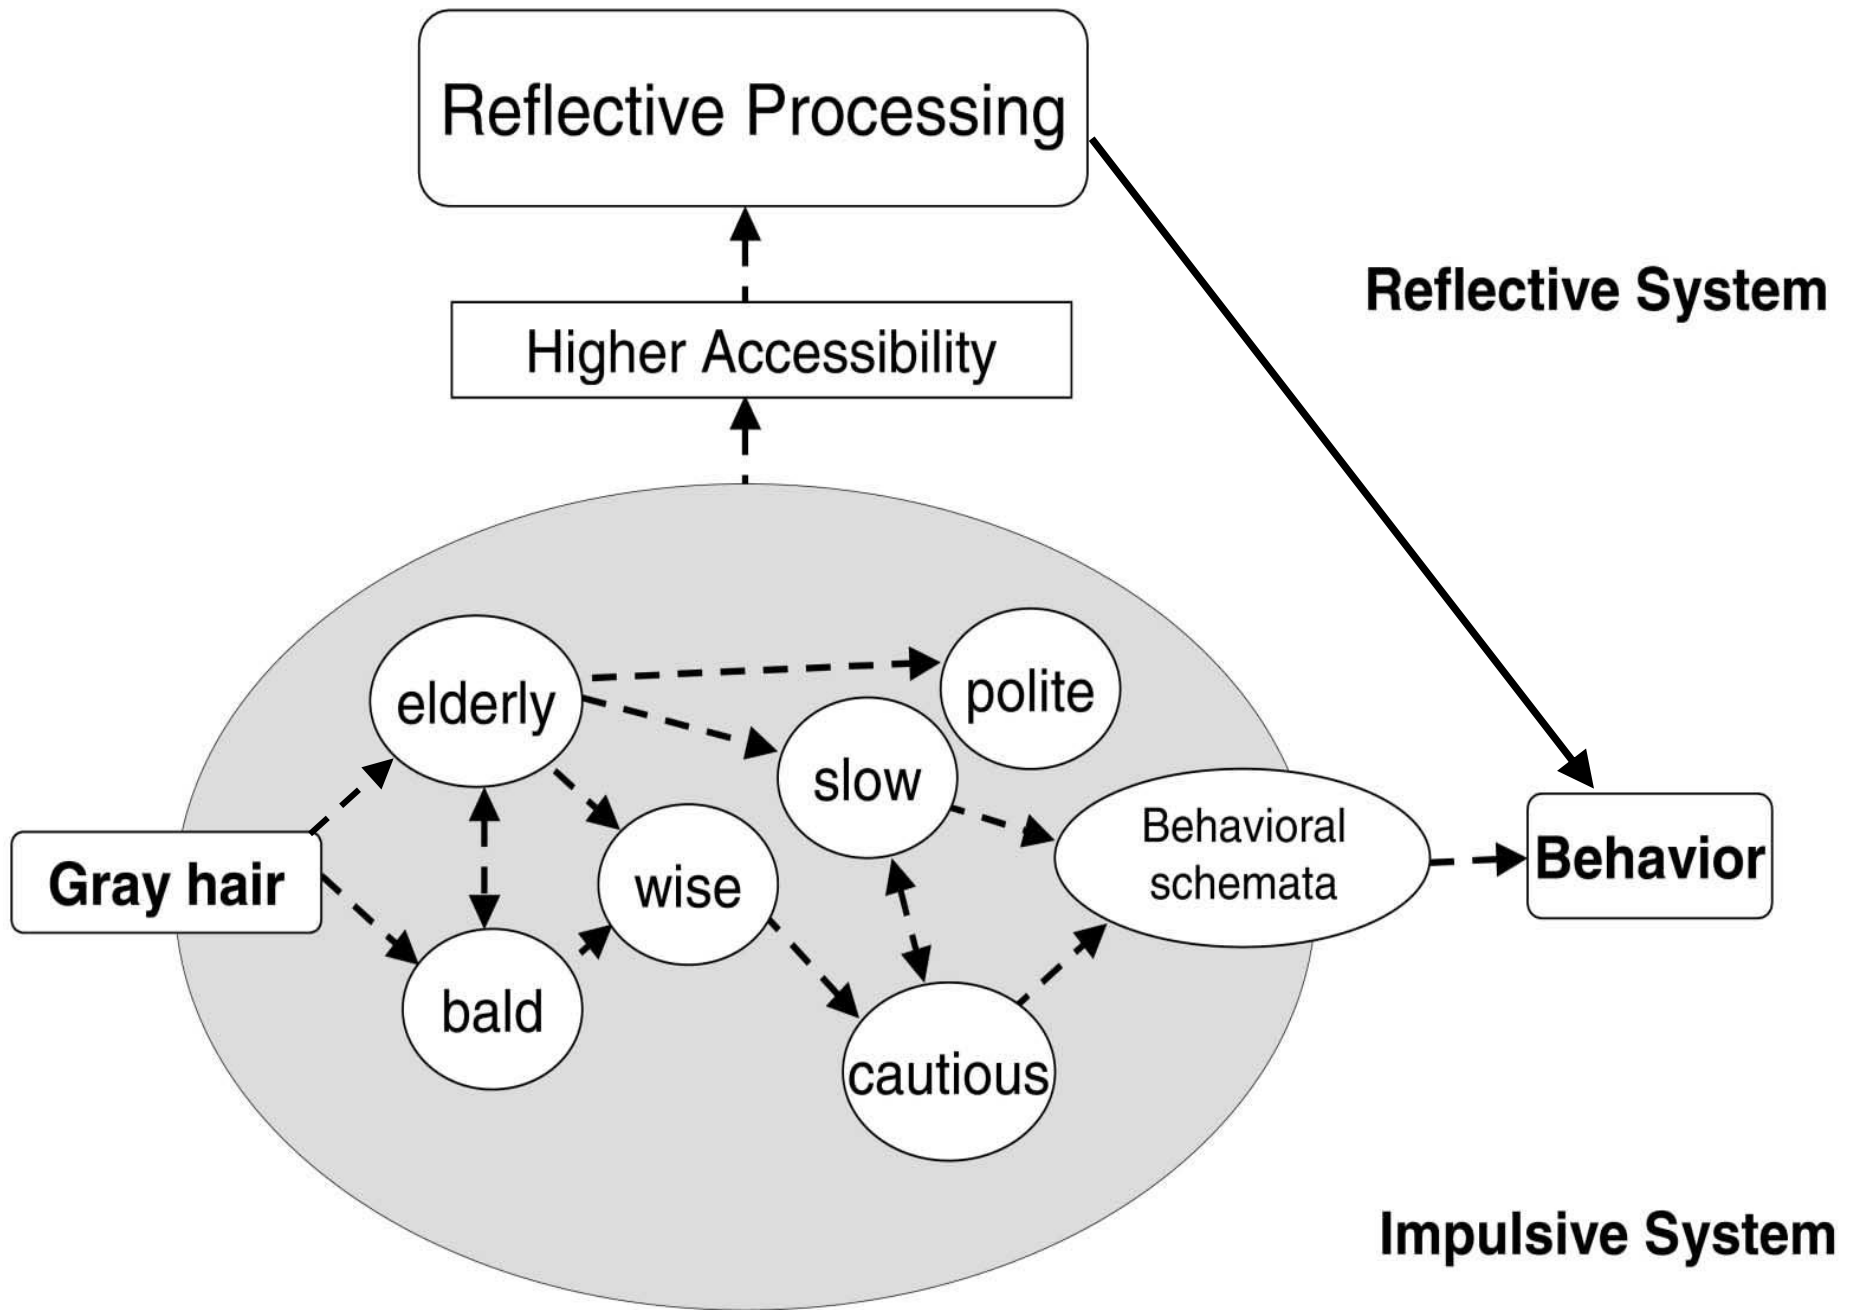 Reflective Processing
Reflective System
Higher Accessibility
elderly
polite
slow
Behavioral
schemata
Behavior
Gray hair
wise
bald
cautious
Impulsive System